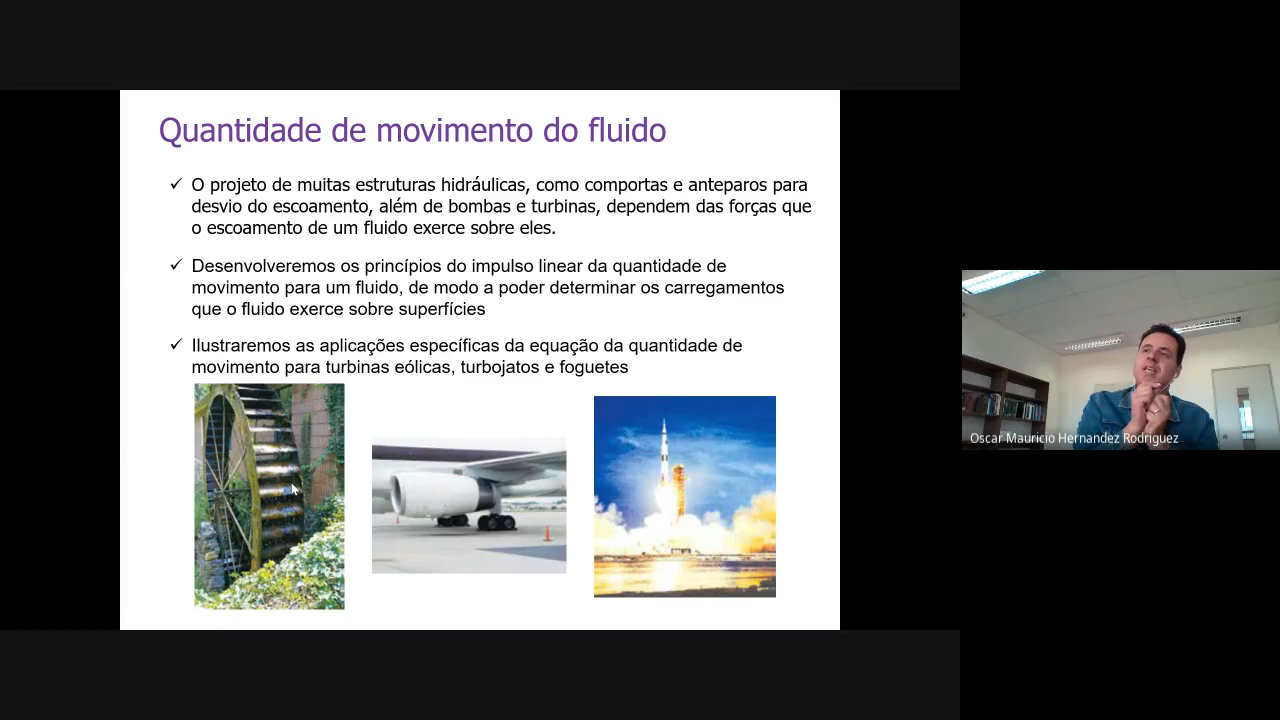 Quantidade de movimento do fluido
✓ O projeto de muitas estruturas hidráulicas, como comportas e anteparos para
desvio do escoamento, além de bombas e turbinas, dependem das forças que
o escoamento de um fluido exerce sobre eles.
✓ Desenvolveremos os princípios do impulso linear da quantidade de
movimento para um fluido, de modo a poder determinar os carregamentos
que o fluido exerce sobre superfícies
✓ Ilustraremos as aplicações específicas da equação da quantidade de
movimento para turbinas eólicas, turbojatos e foguetes
Oscar Mauricio Hernandez Rodriguez